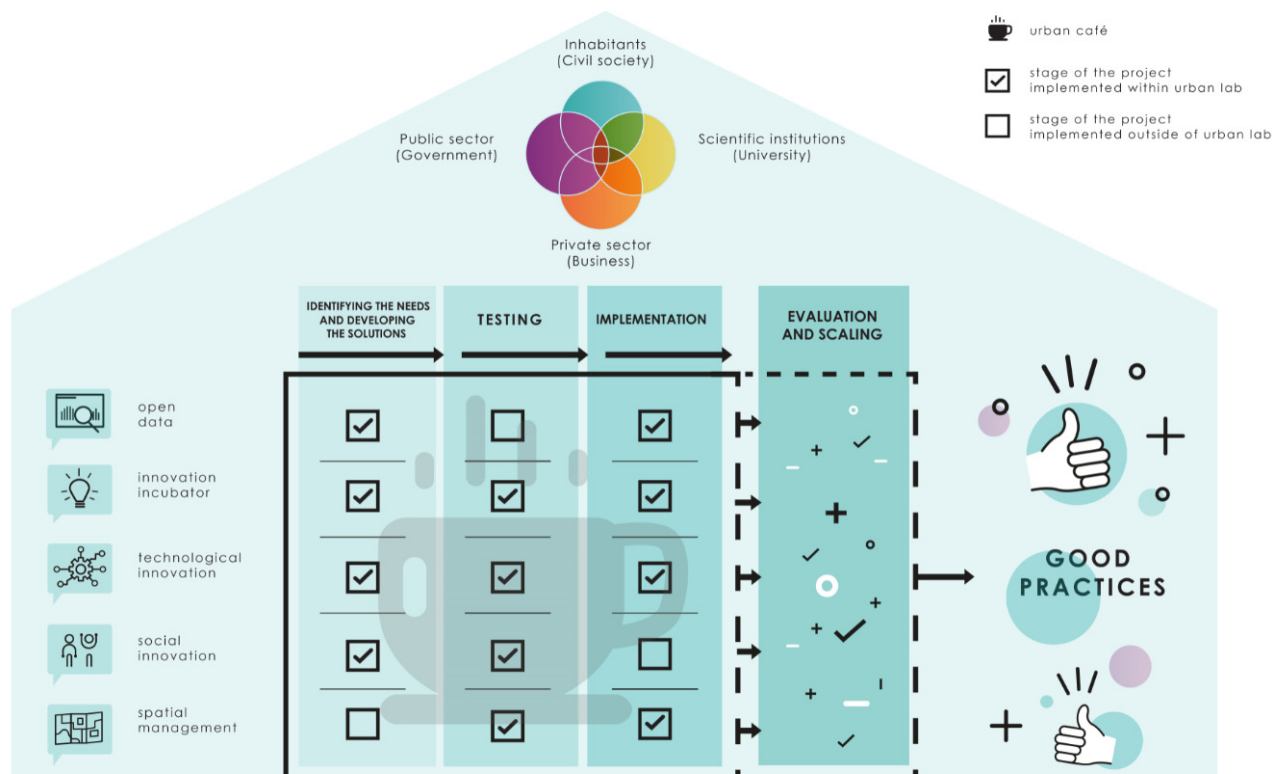 Inhabitants
(Civil society)
Public sector
(Government)
Scientific institutions
(University)
Private sector
(Business)
urban café
stage of the project
implemented within urban lab
stage of the project
implemented outside of urban lab
IDENTIFYING THE NEEDS
AND DEVELOPING
THE SOLUTIONS
TESTING
IMPLEMENTATION
EVALUATION
AND SCALING
open
data
innovation
incubator
technological
innovation
social
innovation
spatial
management
GOOD
PRACTICES